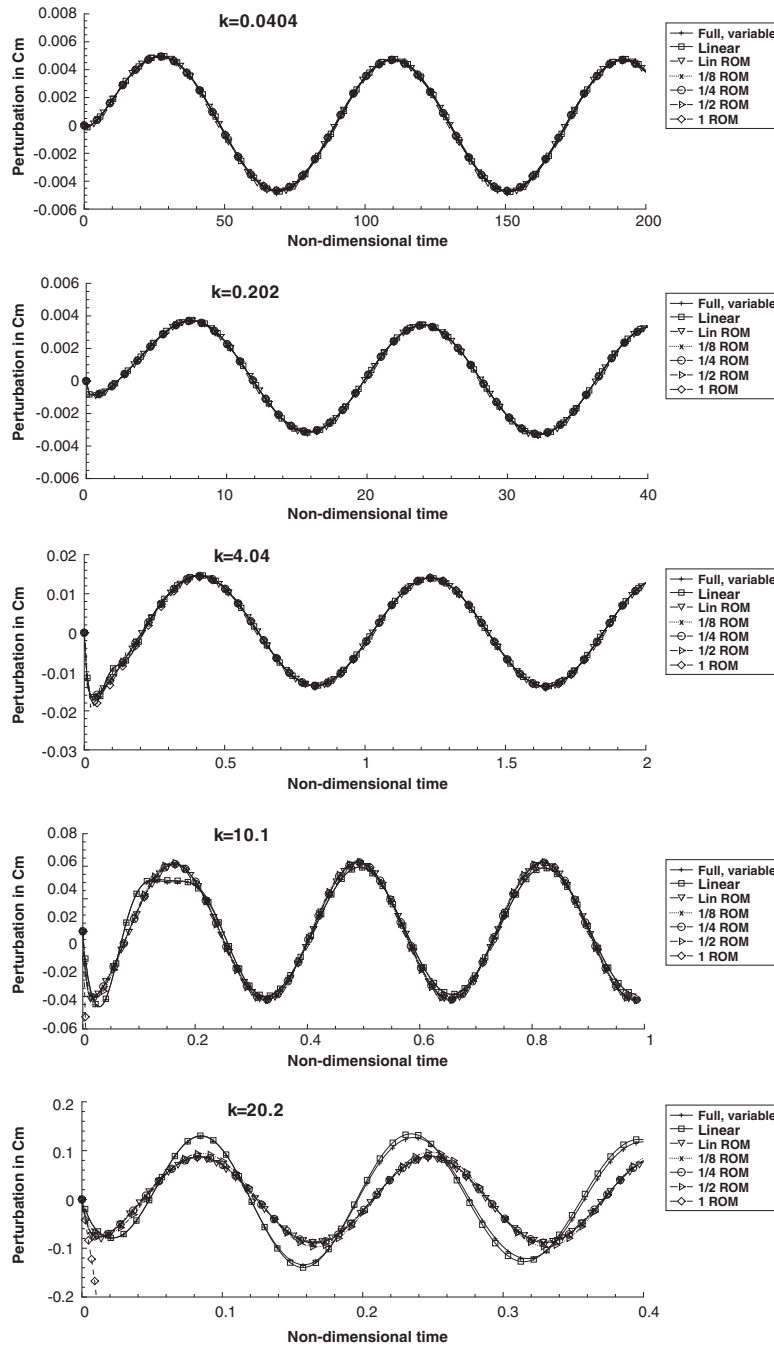 k=0.0404
Perturbation in Cm
0.008
0.006
0.004
0.002
0
-0.002
-0.004
-0.006
0
50
100
150
200
Non-dimensional time
Full, variable
Linear
Lin ROM
1/8 ROM
1/4 ROM
1/2 ROM
1 ROM
k=0.202
Perturbation in Cm
0.006
0.004
0.002
0
-0.002
-0.004
-0.006
0
10
20
30
40
Non-dimensional time
Full, variable
Linear
Lin ROM
1/8 ROM
1/4 ROM
1/2 ROM
1 ROM
k=4.04
Perturbation in Cm
0.02
0.01
0
-0.01
-0.02
-0.03
0
0.5
1
1.5
2
Non-dimensional time
Full, variable
Linear
Lin ROM
1/8 ROM
1/4 ROM
1/2 ROM
1 ROM
k=10.1
Perturbation in Cm
0.08
0.06
0.04
0.02
0
-0.02
-0.04
-0.06
0
0.2
0.4
0.6
0.8
1
Non-dimensional time
Full, variable
Linear
Lin ROM
1/8 ROM
1/4 ROM
1/2 ROM
1 ROM
k=20.2
Perturbation in Cm
0.2
0.1
0
-0.1
-0.2
0
0.1
0.2
0.3
0.4
Non-dimensional time
Full, variable
Linear
Lin ROM
1/8 ROM
1/4 ROM
1/2 ROM
1 ROM